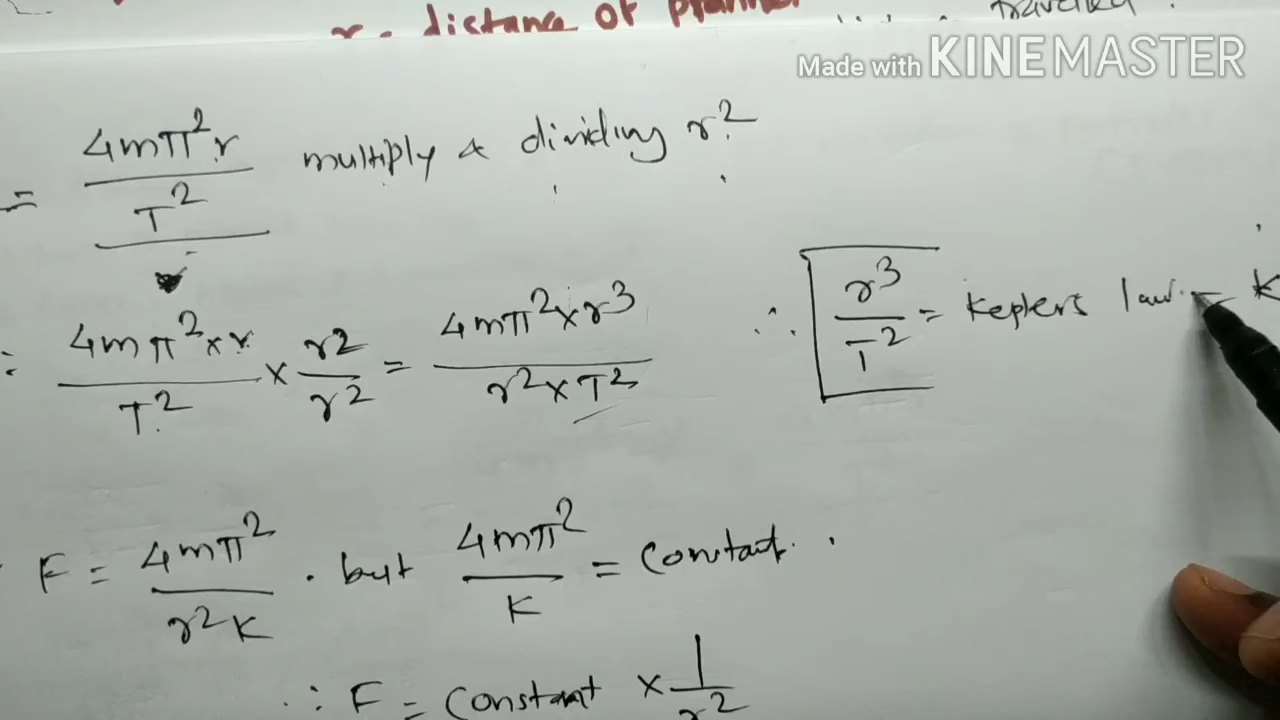 r - distance of
Made with KINEMASTER
= 4mπ²r / T² multiply & dividing r²
= 4mπ² × r / T² × r² / r² = 4mπ² × r³ / r² × T² ∴ r³ / T² = Keplers law - K
F = 4mπ² / r²K . but 4mπ² / K = Constant.
∴ F = Constant × 1 / r²